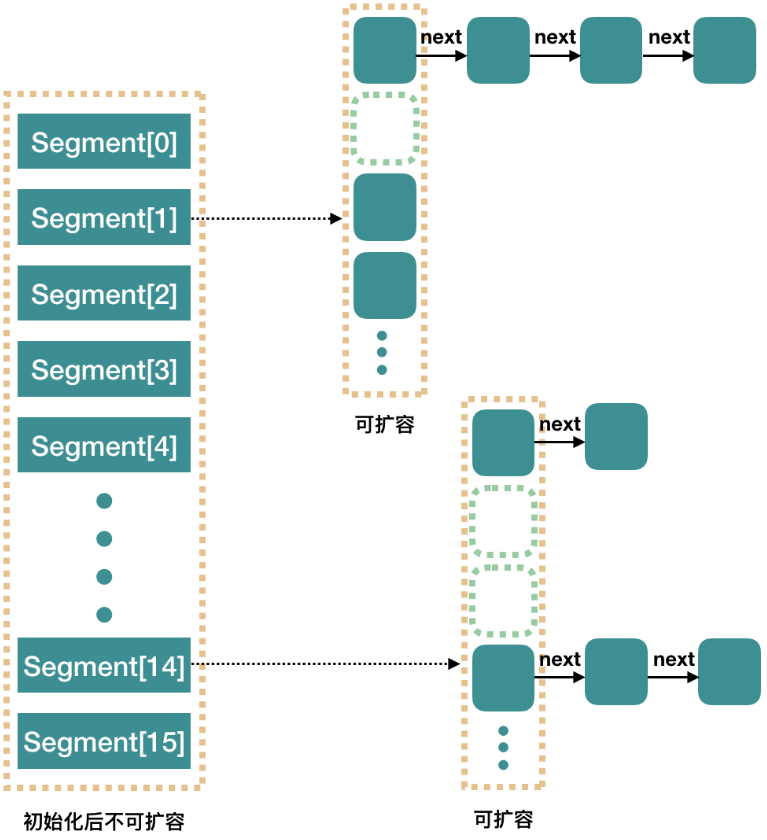 next
next
next
Segment[0]
Segment[1]
Segment[2]
Segment[3]
Segment[4]
可扩容
next
Segment[14]
next
next
Segment[15]
初始化后不可扩容
可扩容